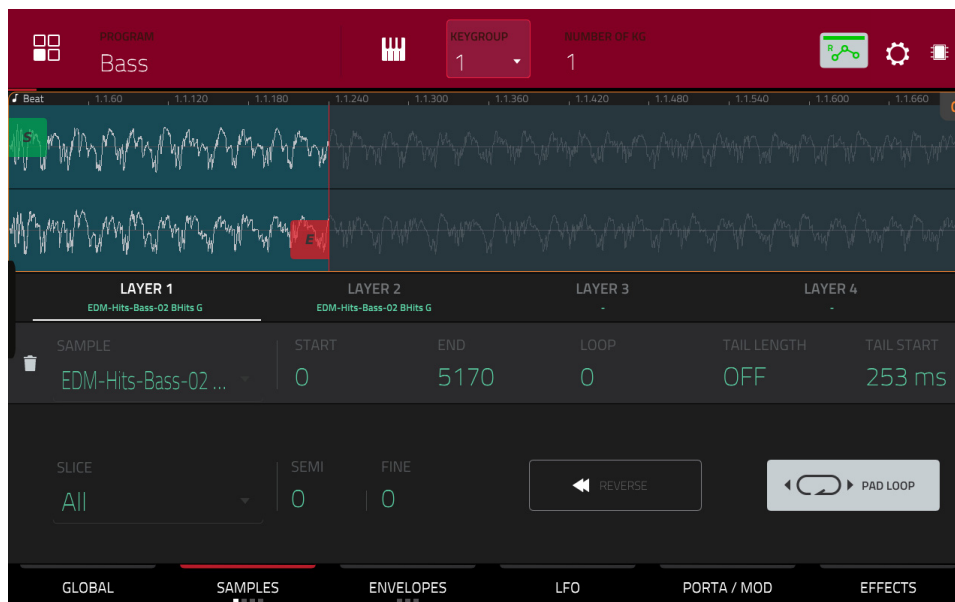 PROGRAM
Bass
KEYGROUP
1
NUMBER OF KG
1
R
Beat 1.1.60 1.1.120 1.1.180 1.1.240 1.1.300 1.1.360 1.1.420 1.1.480 1.1.540 1.1.600 1.1.660
S
E
LAYER 1 LAYER 2 LAYER 3 LAYER 4
EDM-Hits-Bass-02 BHits G EDM-Hits-Bass-02 BHits G - -
SAMPLE START END LOOP TAIL LENGTH TAIL START
EDM-Hits-Bass-02 ... 0 5170 0 OFF 253 ms
SLICE SEMI FINE
All 0 0
REVERSE
PAD LOOP
GLOBAL SAMPLES ENVELOPES LFO PORTA / MOD EFFECTS